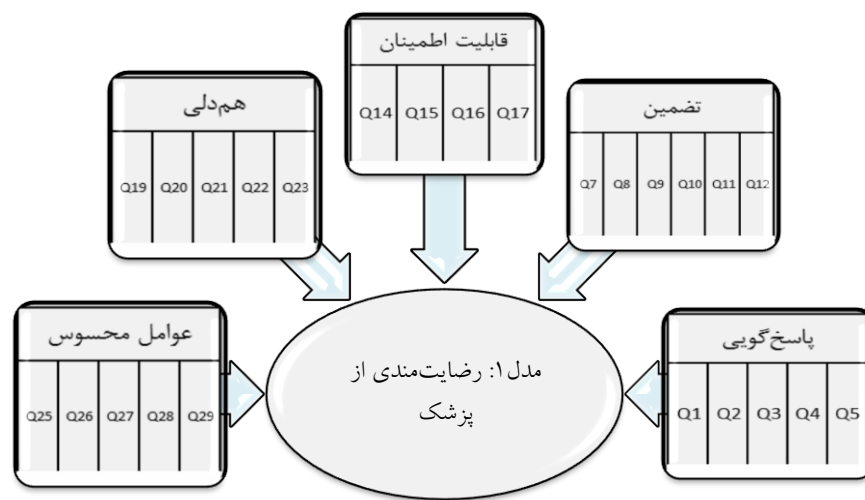 قابلیت اطمینان
Q14 Q15 Q16 Q17
هم‌دلی
Q19 Q20 Q21 Q22 Q23
تضمین
Q7 Q8 Q9 Q10 Q11 Q12
عوامل محسوس
Q25 Q26 Q27 Q28 Q29
پاسخ‌گویی
Q1 Q2 Q3 Q4 Q5
مدل۱: رضایت‌مندی از
پزشک